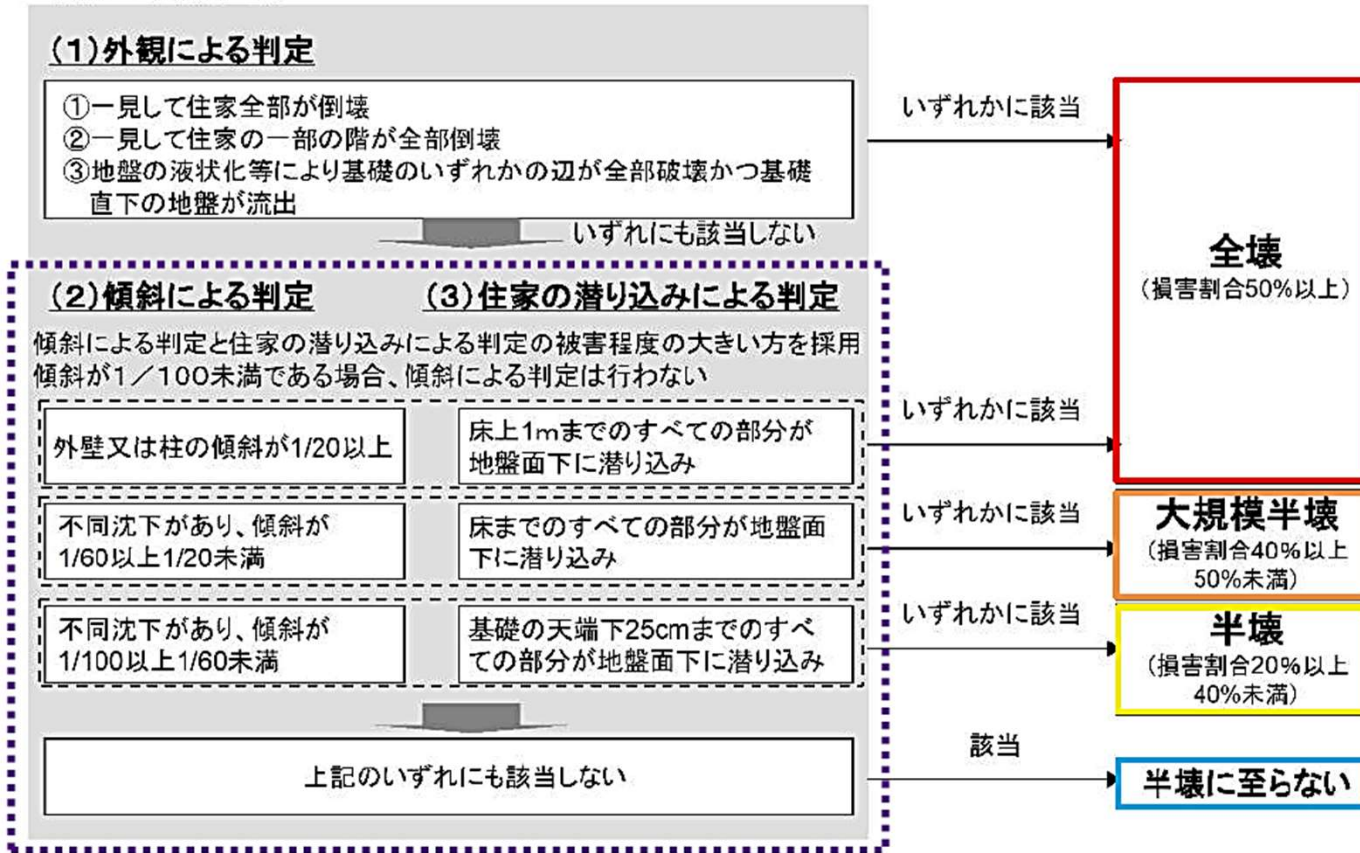 (1)外観による判定
①一見して住家全部が倒壊
②一見して住家の一部の階が全部倒壊
③地盤の液状化等により基礎のいずれかの辺が全部破壊かつ基礎
直下の地盤が流出
いずれかに該当
いずれにも該当しない
全壊
(損害割合50%以上)
(2)傾斜による判定
(3)住家の潜り込みによる判定
傾斜による判定と住家の潜り込みによる判定の被害程度の大きい方を採用
傾斜が1/100未満である場合、傾斜による判定は行わない
外壁又は柱の傾斜が1/20以上
床上1mまでのすべての部分が
地盤面下に潜り込み
いずれかに該当
不同沈下があり、傾斜が
1/60以上1/20未満
床までのすべての部分が地盤面
下に潜り込み
いずれかに該当
大規模半壊
(損害割合40%以上
50%未満)
不同沈下があり、傾斜が
1/100以上1/60未満
基礎の天端下25cmまでのすべ
ての部分が地盤面下に潜り込み
いずれかに該当
半壊
(損害割合20%以上
40%未満)
上記のいずれにも該当しない
該当
半壊に至らない